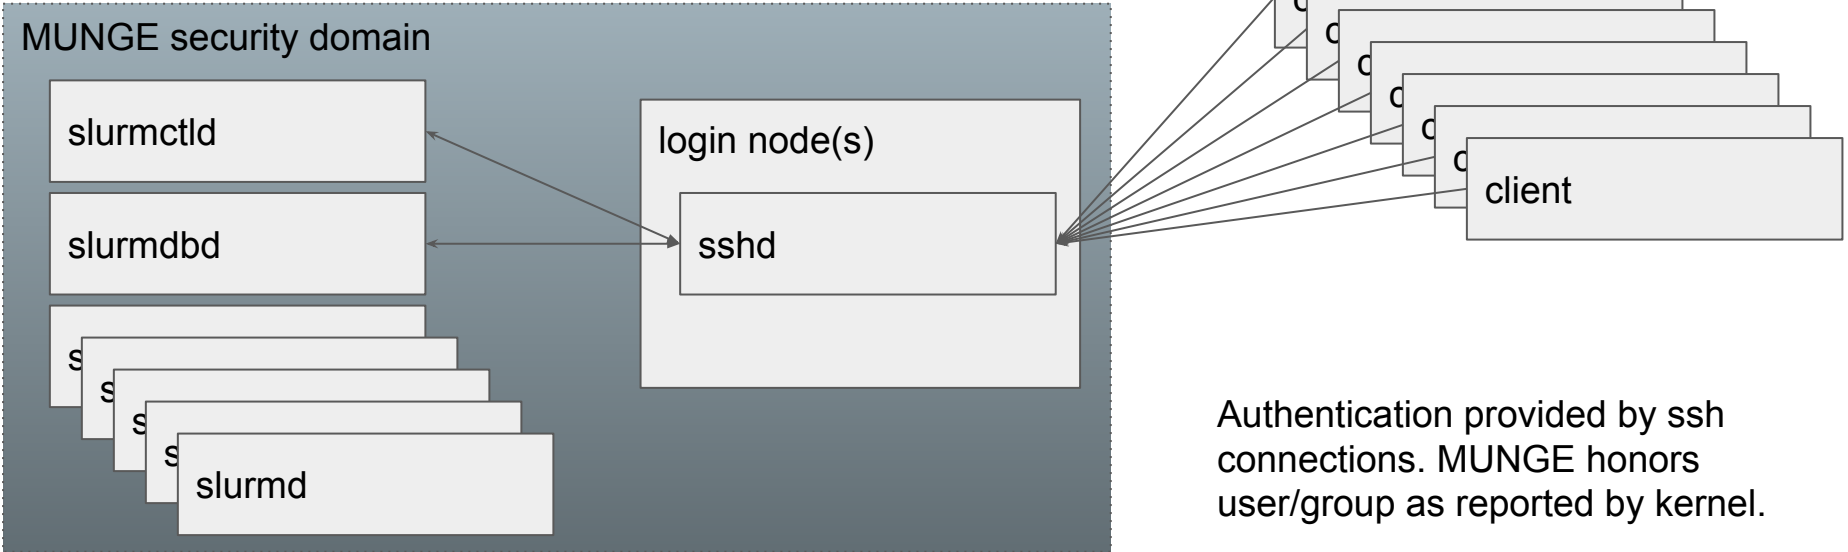 MUNGE security domain
slurmctld
slurmdbd
s
s
s
s
slurmd
login node(s)
sshd
c
c
c
c
c
c
client
Authentication provided by ssh
connections. MUNGE honors
user/group as reported by kernel.